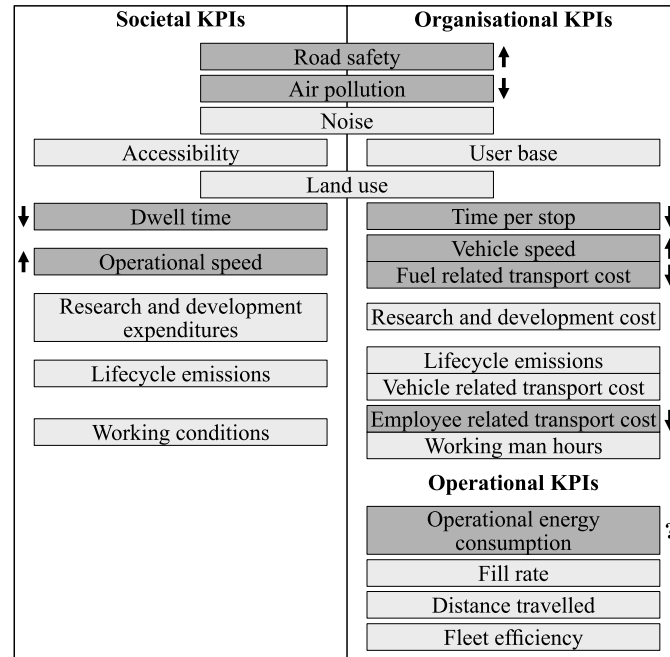 Societal KPIs
Organisational KPIs
Road safety
Air pollution
Noise
Accessibility
User base
Land use
Dwell time
Time per stop
Operational speed
Vehicle speed
Fuel related transport cost
Research and development
expenditures
Research and development cost
Lifecycle emissions
Lifecycle emissions
Vehicle related transport cost
Working conditions
Employee related transport cost
Working man hours
Operational KPIs
Operational energy
consumption
?
Fill rate
Distance travelled
Fleet efficiency